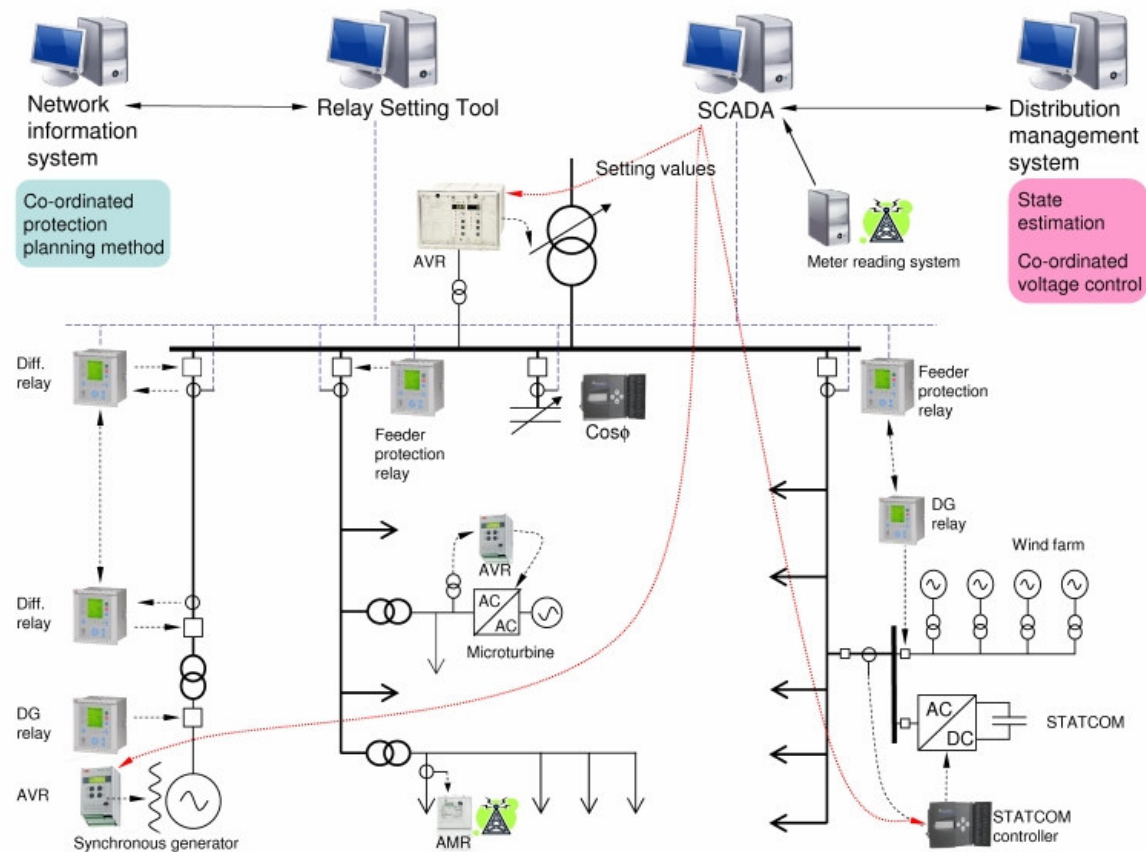 Network
information
system
Relay Setting Tool
SCADA
Distribution
management
system
Co-ordinated
protection
planning method
Setting values
State
estimation
Co-ordinated
voltage control
AVR
Meter reading system
Diff.
relay
Feeder
protection
relay
Cosϕ
Feeder
protection
relay
DG
relay
Wind farm
AVR
AC
AC
Microturbine
Diff.
relay
DG
relay
AC
DC
STATCOM
AVR
Synchronous generator
AMR
STATCOM
controller